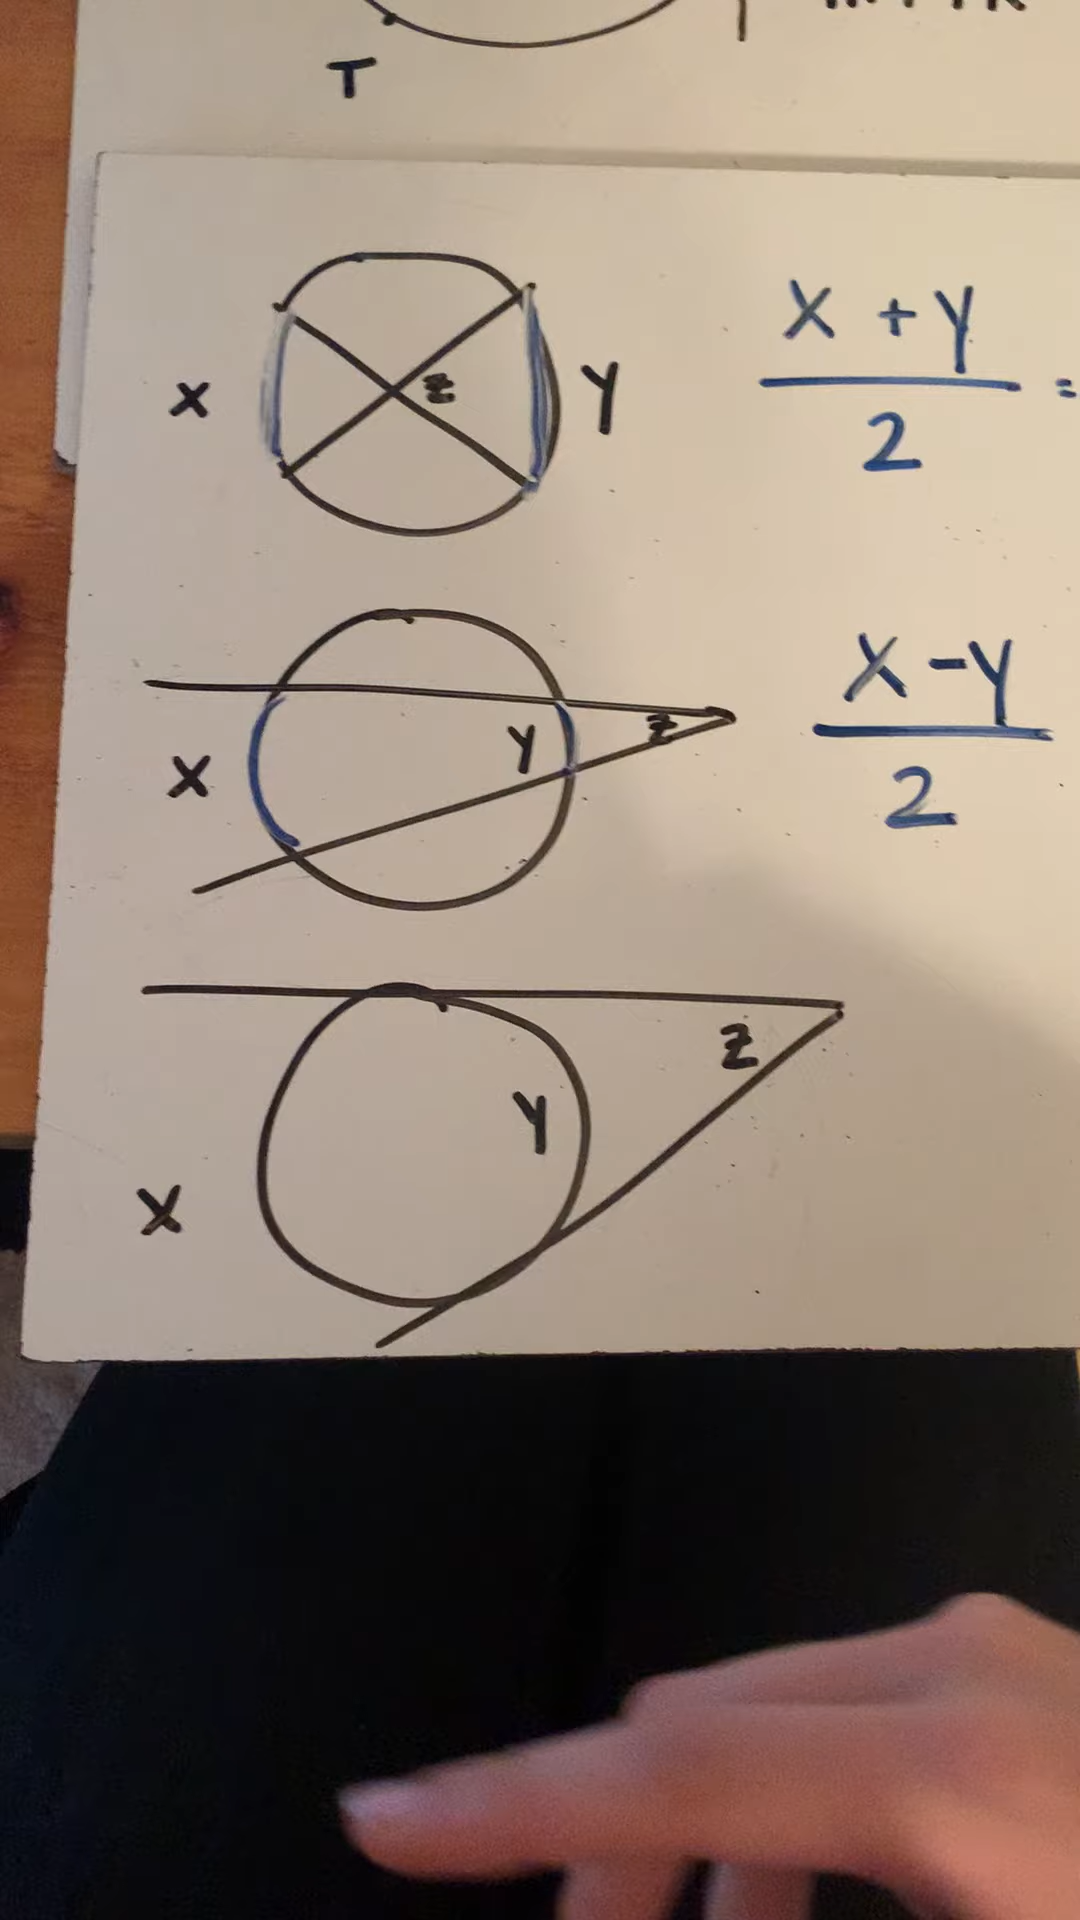 T
x z y x + y
2 =
x y z x - y
2
z
y
x